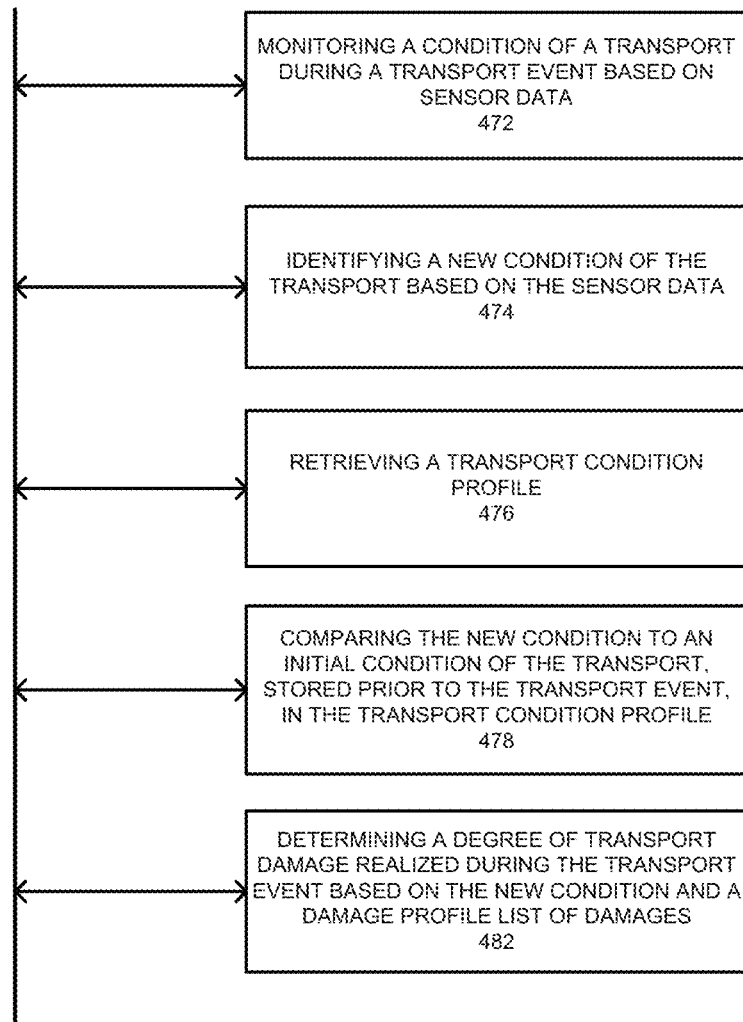 MONITORING A CONDITION OF A TRANSPORT
DURING A TRANSPORT EVENT BASED ON
SENSOR DATA
472
IDENTIFYING A NEW CONDITION OF THE
TRANSPORT BASED ON THE SENSOR DATA
474
RETRIEVING A TRANSPORT CONDITION
PROFILE
476
COMPARING THE NEW CONDITION TO AN
INITIAL CONDITION OF THE TRANSPORT,
STORED PRIOR TO THE TRANSPORT EVENT,
IN THE TRANSPORT CONDITION PROFILE
478
DETERMINING A DEGREE OF TRANSPORT
DAMAGE REALIZED DURING THE TRANSPORT
EVENT BASED ON THE NEW CONDITION AND A
DAMAGE PROFILE LIST OF DAMAGES
482